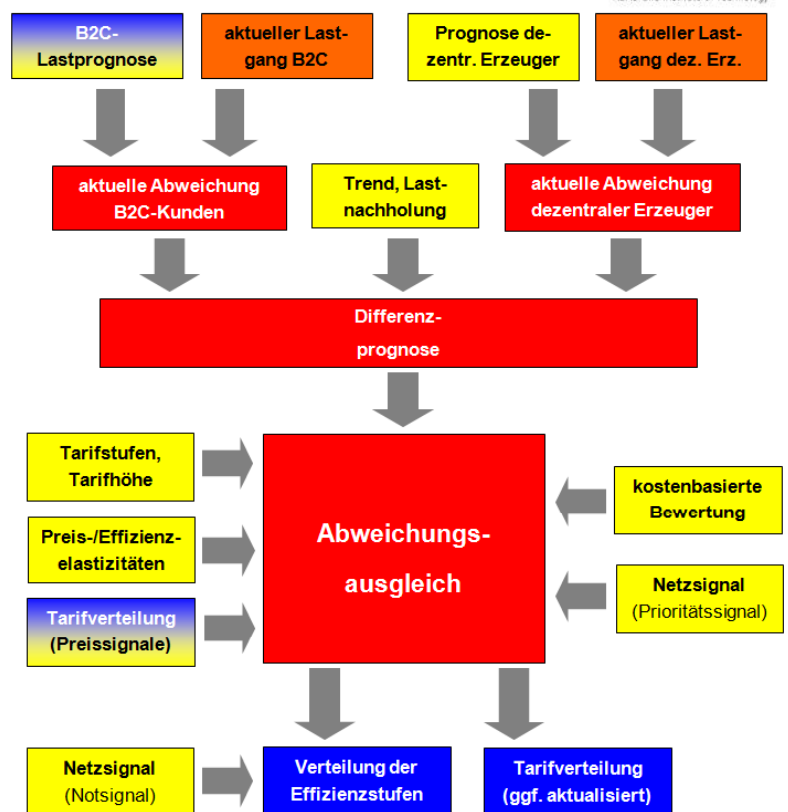 B2C-
Lastprognose
aktueller Last-
gang B2C
Prognose de-
zentr. Erzeuger
aktueller Last-
gang dez. Erz.
aktuelle Abweichung
B2C-Kunden
Trend, Last-
nachholung
aktuelle Abweichung
dezentraler Erzeuger
Differenz-
prognose
Tarifstufen,
Tarifhöhe
Preis-/Effizienz-
elastizitäten
Tarifverteilung
(Preissignale)
Abweichungs-
ausgleich
kostenbasierte
Bewertung
Netzsignal
(Prioritätssignal)
Netzsignal
(Notsignal)
Verteilung der
Effizienzstufen
Tarifverteilung
(ggf. aktualisiert)